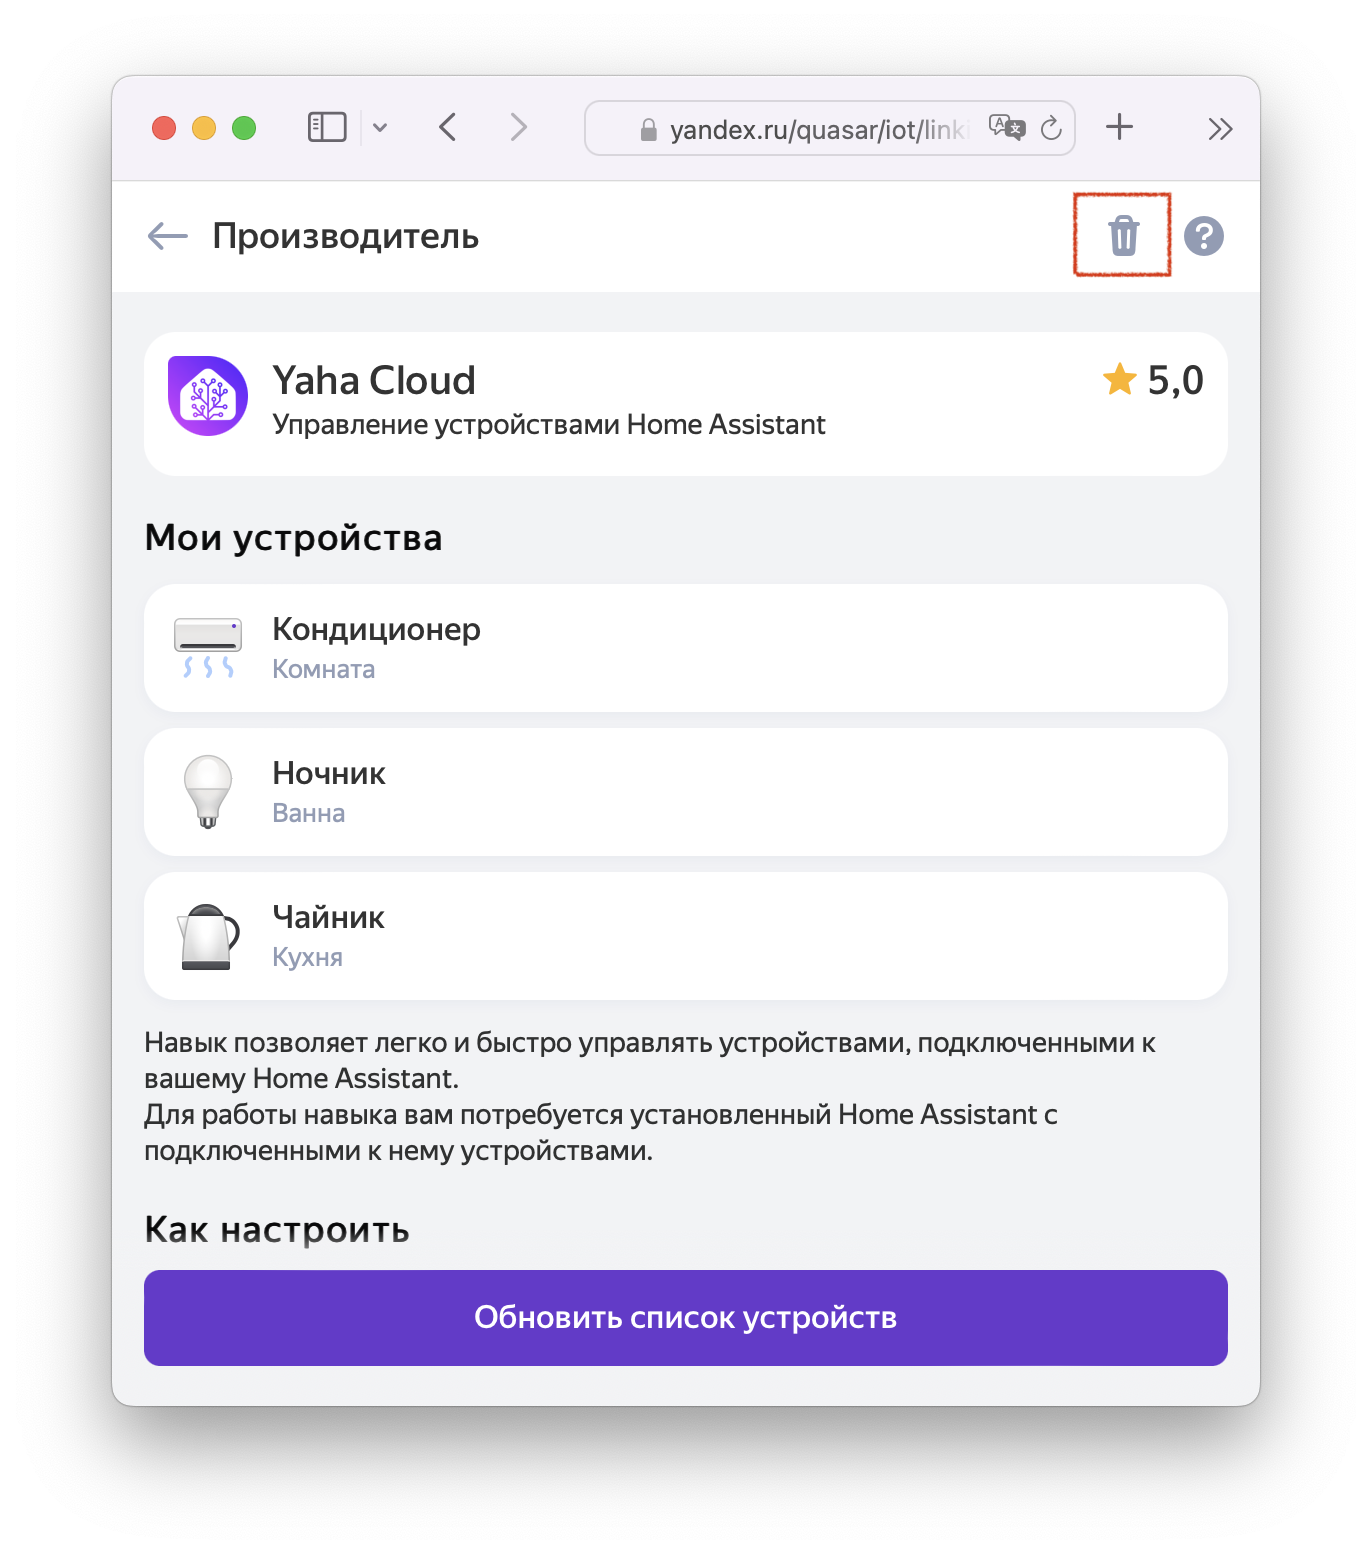 yandex.ru/quasar/iot/linki
Производитель
Yaha Cloud
5,0
Управление устройствами Home Assistant
Мои устройства
Кондиционер
Комната
Ночник
Ванна
Чайник
Кухня
Навык позволяет легко и быстро управлять устройствами, подключенными к
вашему Home Assistant.
Для работы навыка вам потребуется установленный Home Assistant с
подключенными к нему устройствами.
Как настроить
Обновить список устройств